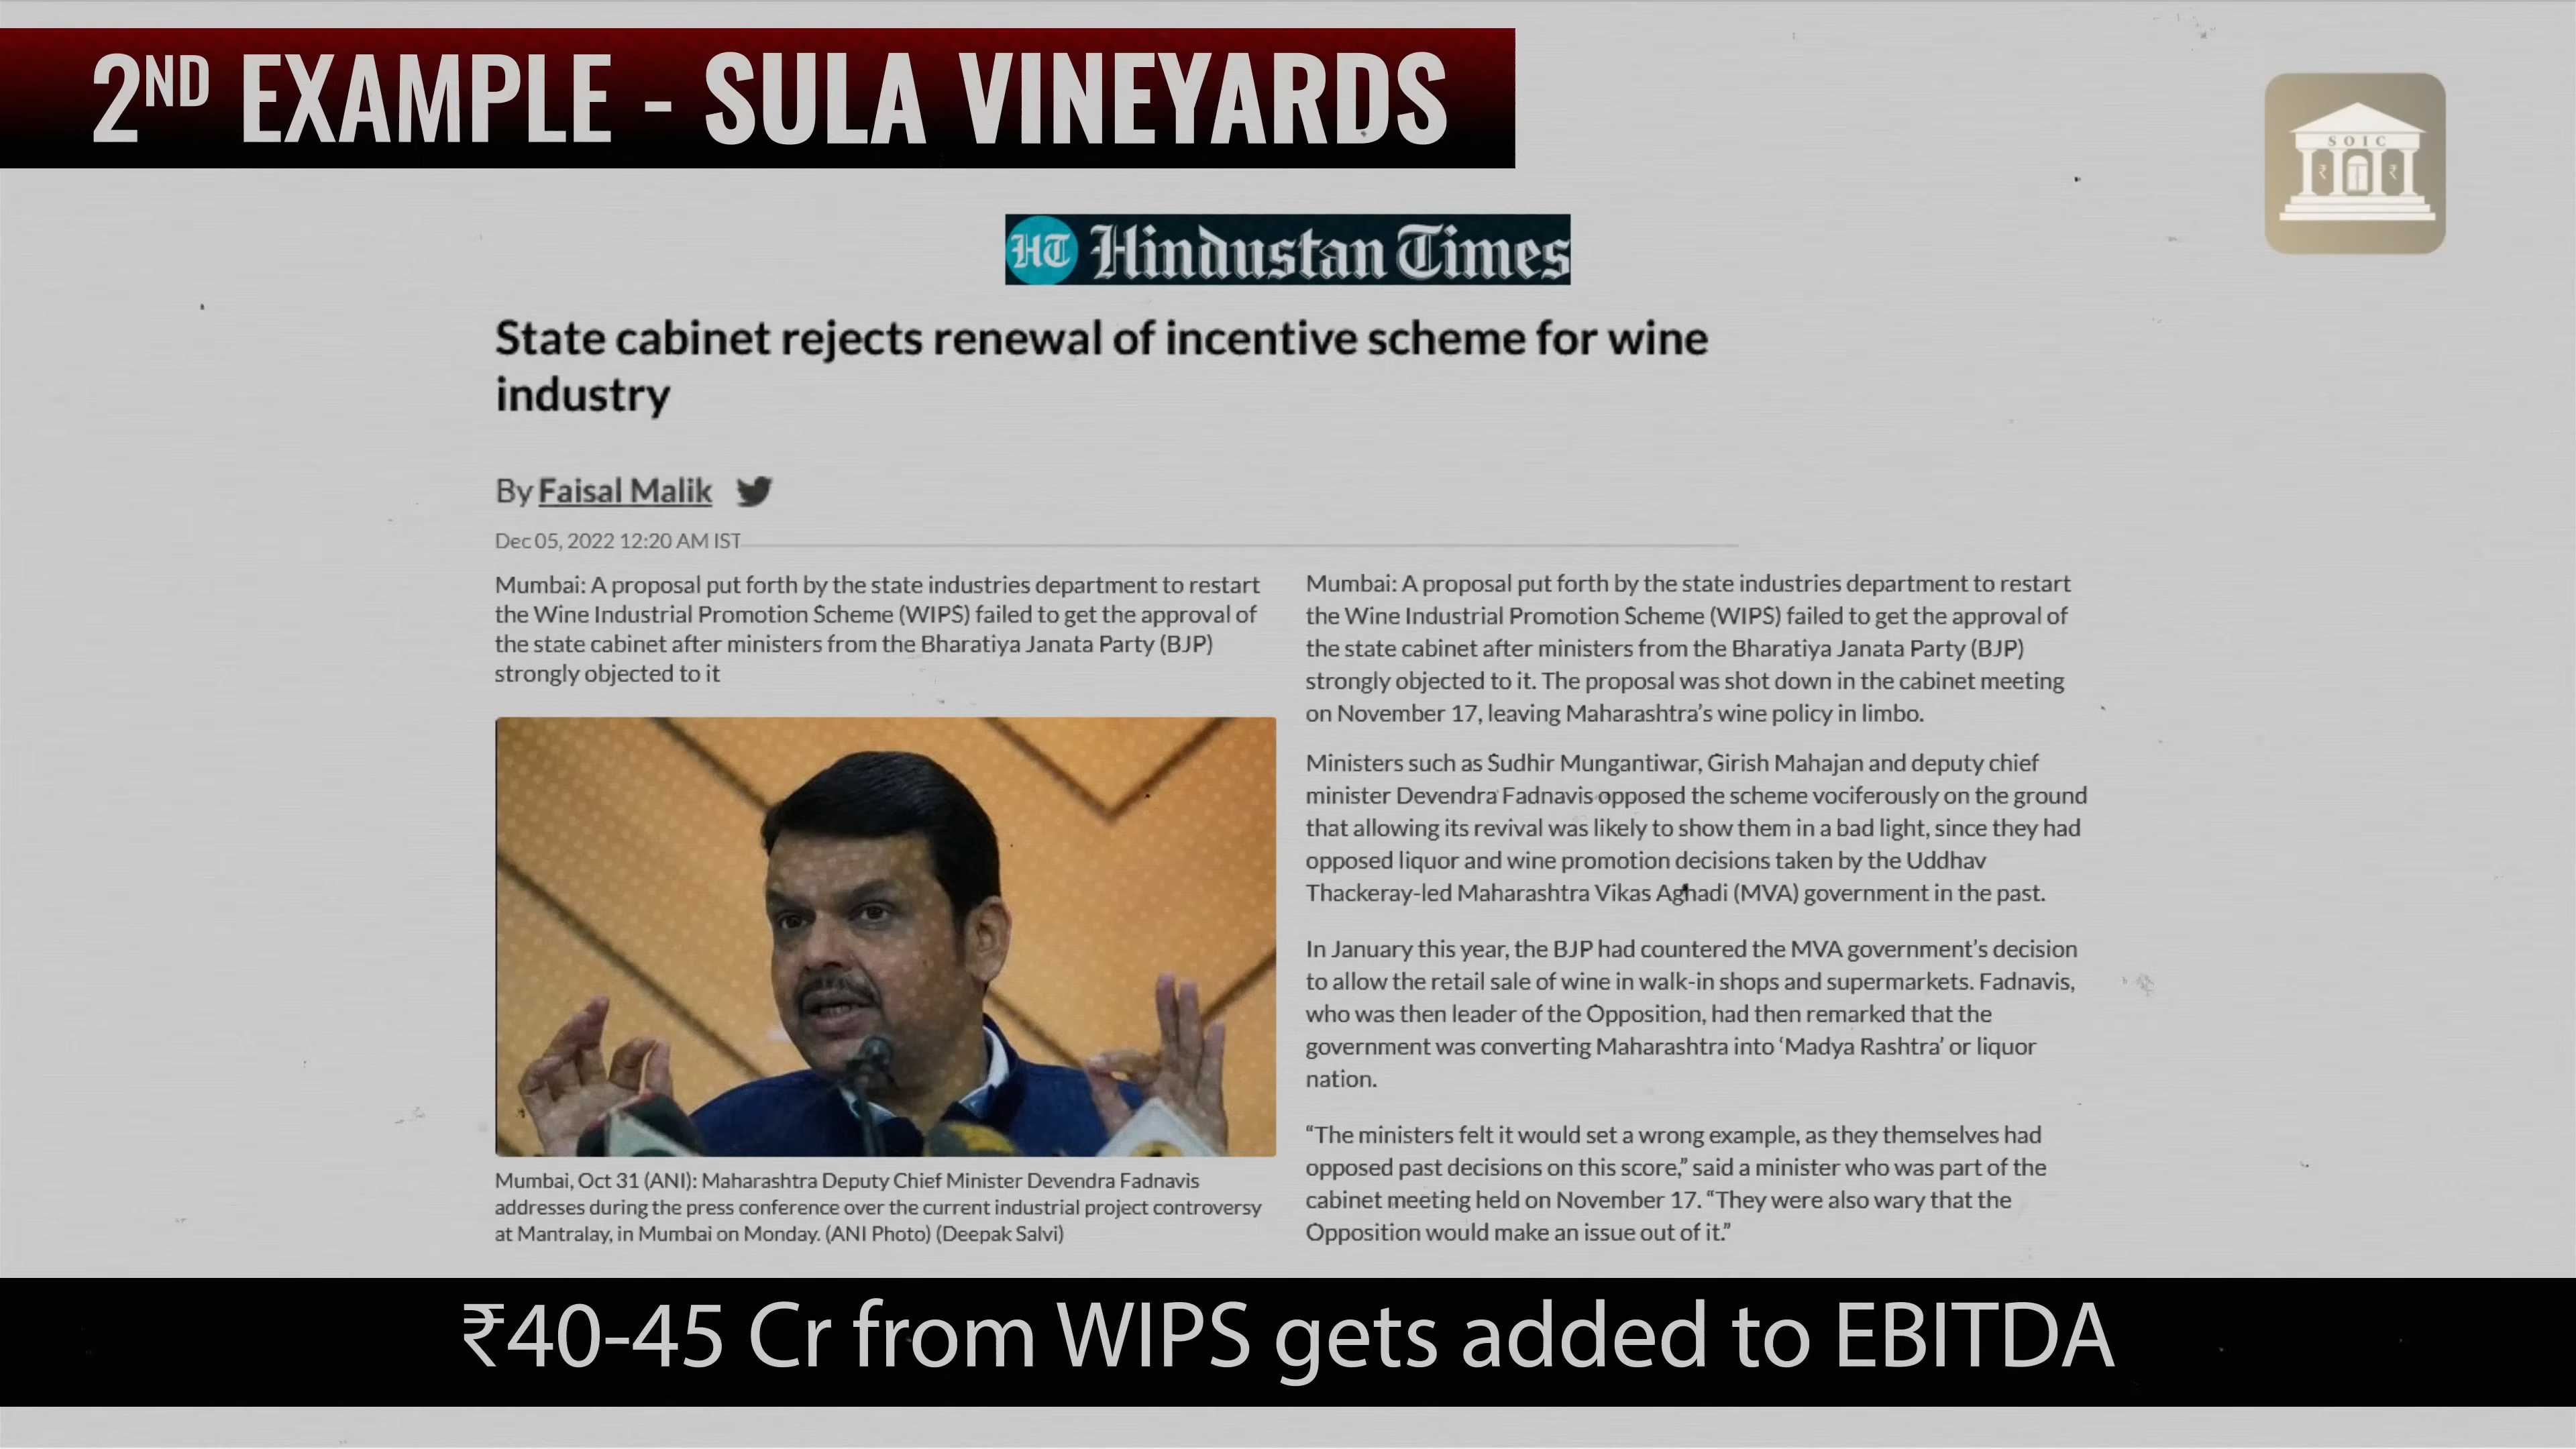 2ND EXAMPLE - SULA VINEYARDS
SOIC
₹ ₹
HT Hindustan Times
State cabinet rejects renewal of incentive scheme for wine
industry
By Faisal Malik
Dec 05, 2022 12:20 AM IST
Mumbai: A proposal put forth by the state industries department to restart
the Wine Industrial Promotion Scheme (WIPS) failed to get the approval of
the state cabinet after ministers from the Bharatiya Janata Party (BJP)
strongly objected to it
Mumbai, Oct 31 (ANI): Maharashtra Deputy Chief Minister Devendra Fadnavis
addresses during the press conference over the current industrial project controversy
at Mantralay, in Mumbai on Monday. (ANI Photo) (Deepak Salvi)
Mumbai: A proposal put forth by the state industries department to restart
the Wine Industrial Promotion Scheme (WIPS) failed to get the approval of
the state cabinet after ministers from the Bharatiya Janata Party (BJP)
strongly objected to it. The proposal was shot down in the cabinet meeting
on November 17, leaving Maharashtra’s wine policy in limbo.
Ministers such as Sudhir Mungantiwar, Girish Mahajan and deputy chief
minister Devendra Fadnavis opposed the scheme vociferously on the ground
that allowing its revival was likely to show them in a bad light, since they had
opposed liquor and wine promotion decisions taken by the Uddhav
Thackeray-led Maharashtra Vikas Aghadi (MVA) government in the past.
In January this year, the BJP had countered the MVA government’s decision
to allow the retail sale of wine in walk-in shops and supermarkets. Fadnavis,
who was then leader of the Opposition, had then remarked that the
government was converting Maharashtra into ‘Madya Rashtra’ or liquor
nation.
“The ministers felt it would set a wrong example, as they themselves had
opposed past decisions on this score,” said a minister who was part of the
cabinet meeting held on November 17. “They were also wary that the
Opposition would make an issue out of it.”
₹40-45 Cr from WIPS gets added to EBITDA